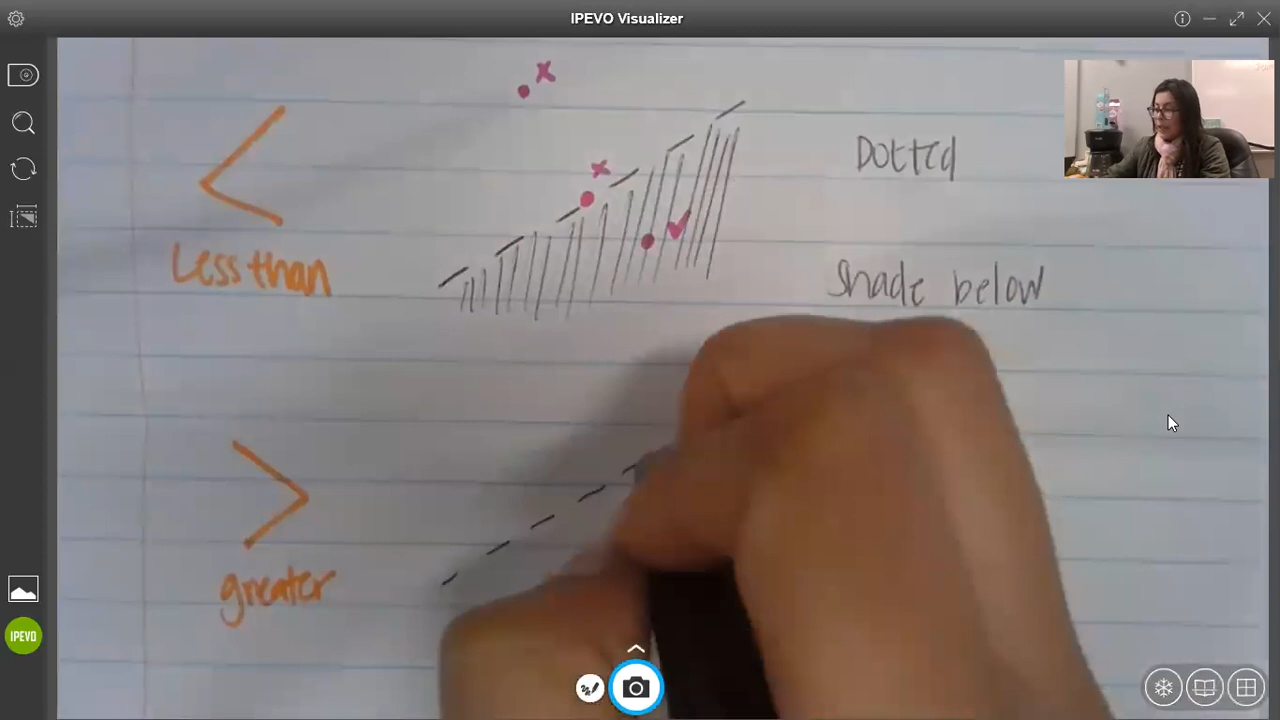 IPEVO Visualizer
<
Dotted
Less than
Shade below
>
greater
IPEVO